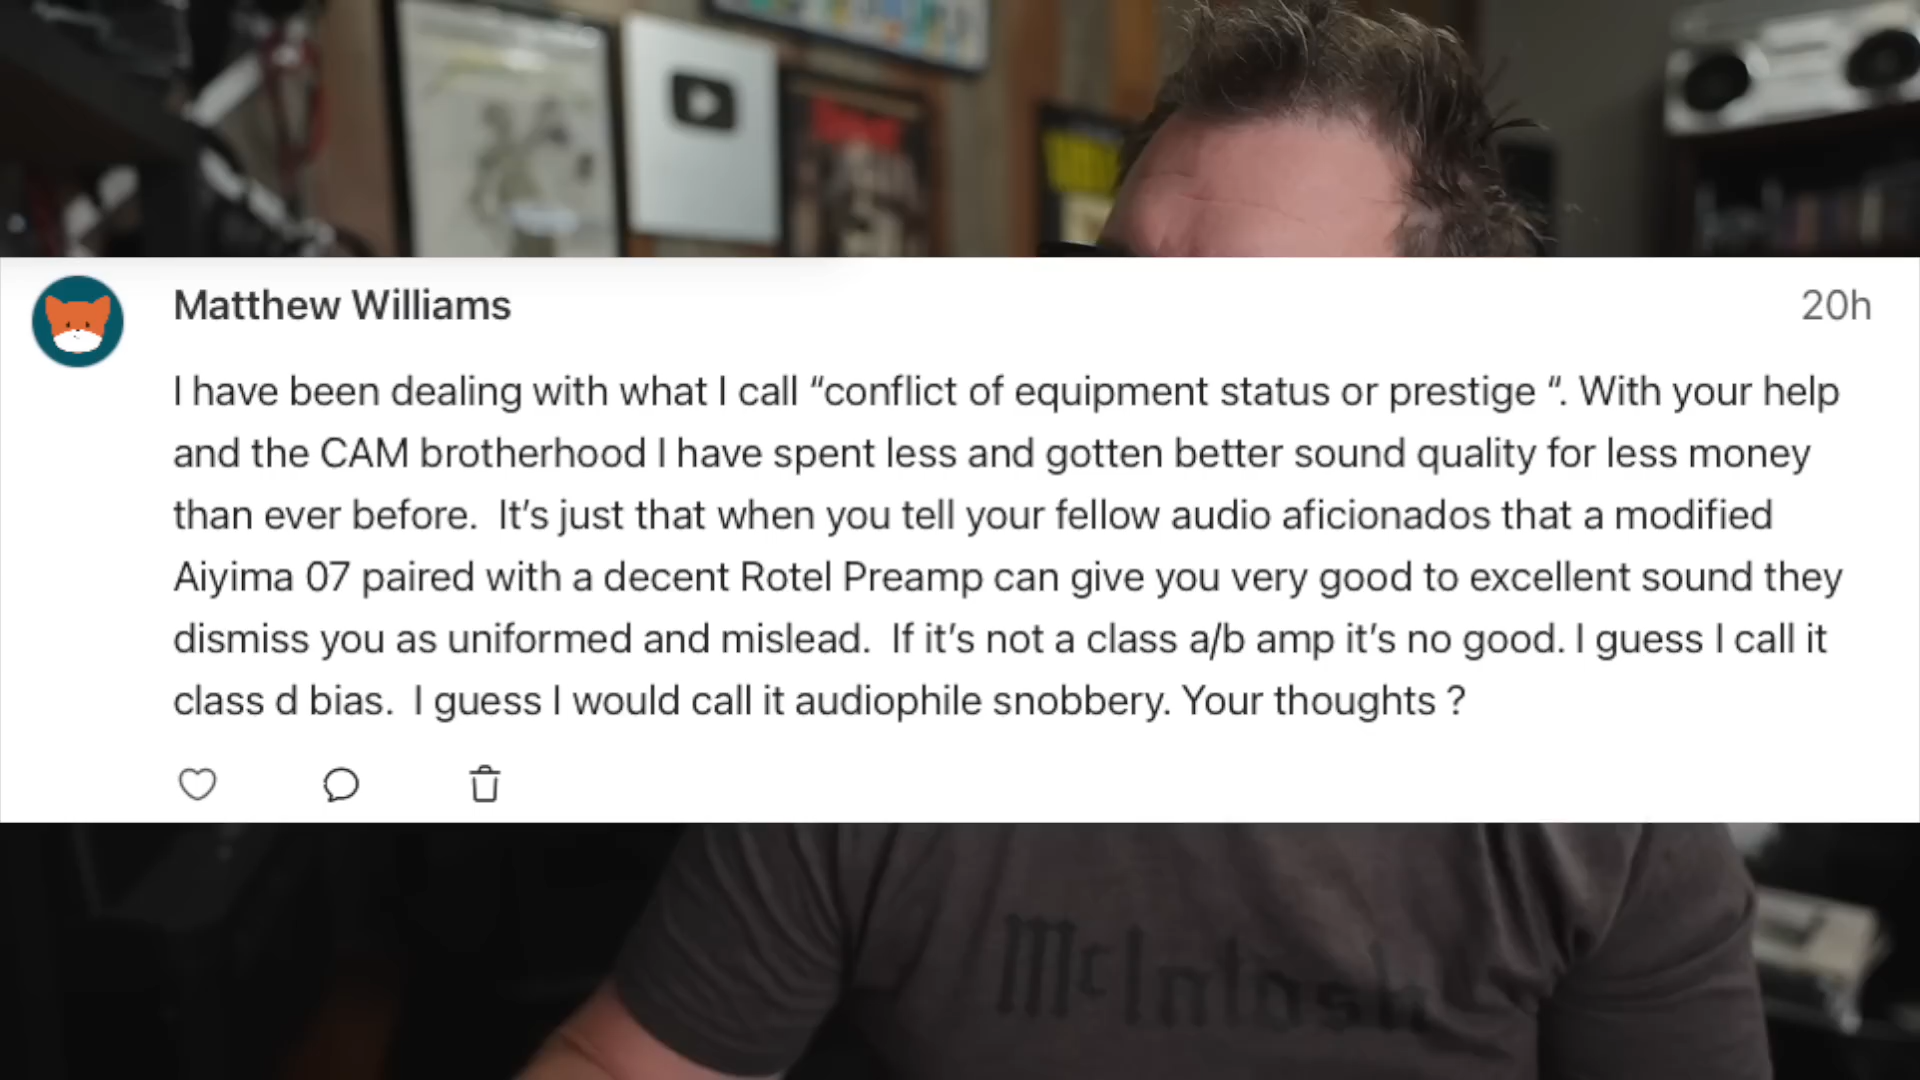 Matthew Williams
20h
I have been dealing with what I call “conflict of equipment status or prestige “. With your help
and the CAM brotherhood I have spent less and gotten better sound quality for less money
than ever before.  It’s just that when you tell your fellow audio aficionados that a modified
Aiyima 07 paired with a decent Rotel Preamp can give you very good to excellent sound they
dismiss you as uniformed and mislead.  If it’s not a class a/b amp it’s no good. I guess I call it
class d bias.  I guess I would call it audiophile snobbery. Your thoughts ?
McIntosh